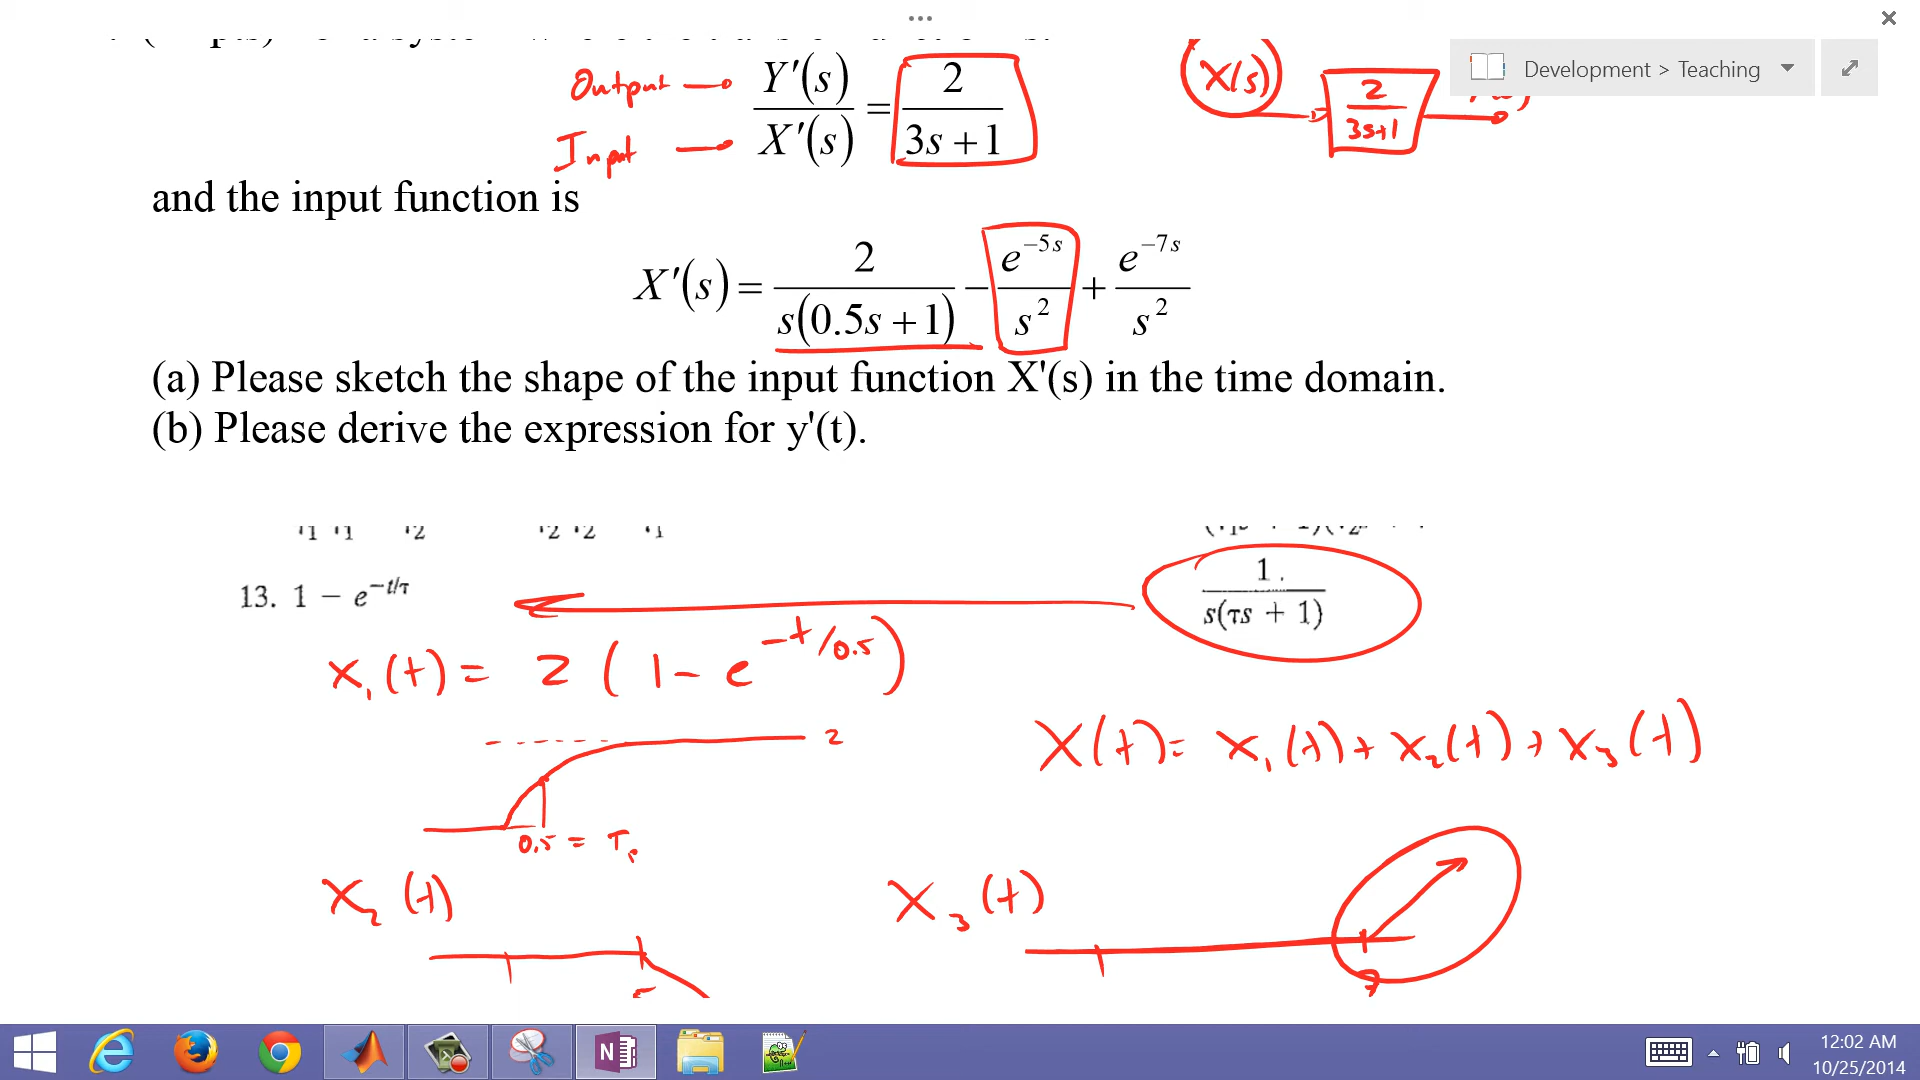 Development > Teaching
Output → Y'(s) / X'(s) = 2 / 3s + 1
Input →
X(s) 2 / 3s+1
and the input function is
X'(s) = 2 / s(0.5s + 1) − e^{−5s} / s² + e^{−7s} / s²
(a) Please sketch the shape of the input function X'(s) in the time domain.
(b) Please derive the expression for y'(t).
13. 1 − e^{−t/τ} 1. / s(τs + 1)
x₁(t) = 2(1 - e^{-t/0.5})
X(t) = x₁(t) + x₂(t) + x₃(t)
2
0.5 = τ
x₂(t) x₃(t)
7
12:02 AM
10/25/2014